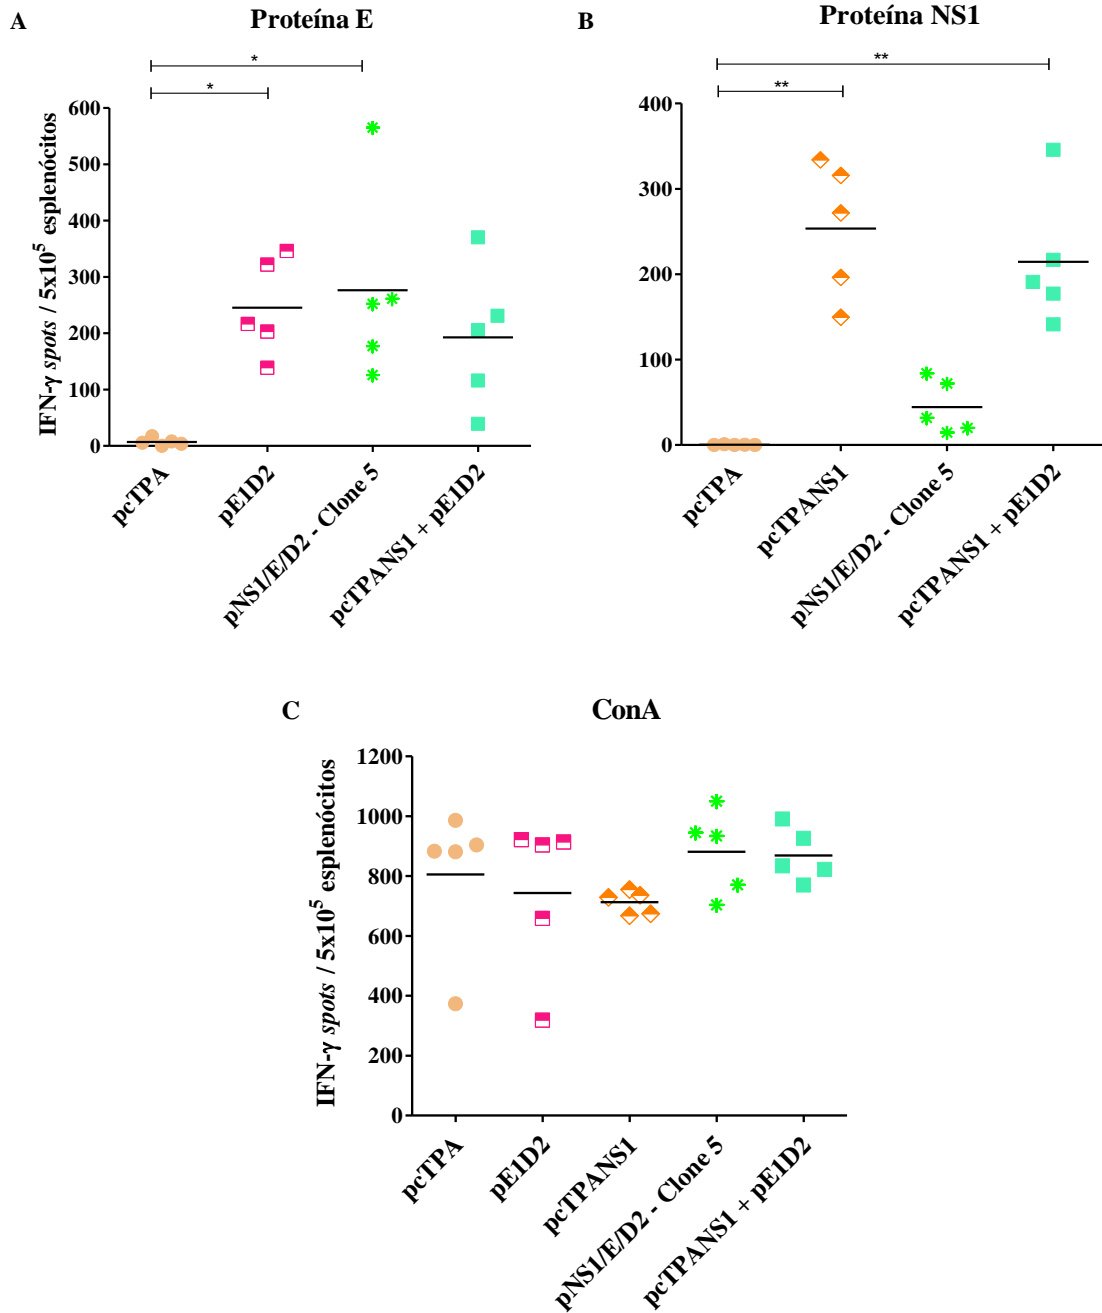 A
Proteína E
*
*
IFN-γ spots / 5x10⁵ esplenócitos
600
500
400
300
200
100
0
pcTPA
pE1D2
pNS1/E/D2 - Clone 5
pcTPANS1 + pE1D2
B
Proteína NS1
**
**
400
300
200
100
0
pcTPA
pcTPANS1
pNS1/E/D2 - Clone 5
pcTPANS1 + pE1D2
C
ConA
IFN-γ spots / 5x10⁵ esplenócitos
1200
1000
800
600
400
200
0
pcTPA
pE1D2
pcTPANS1
pNS1/E/D2 - Clone 5
pcTPANS1 + pE1D2